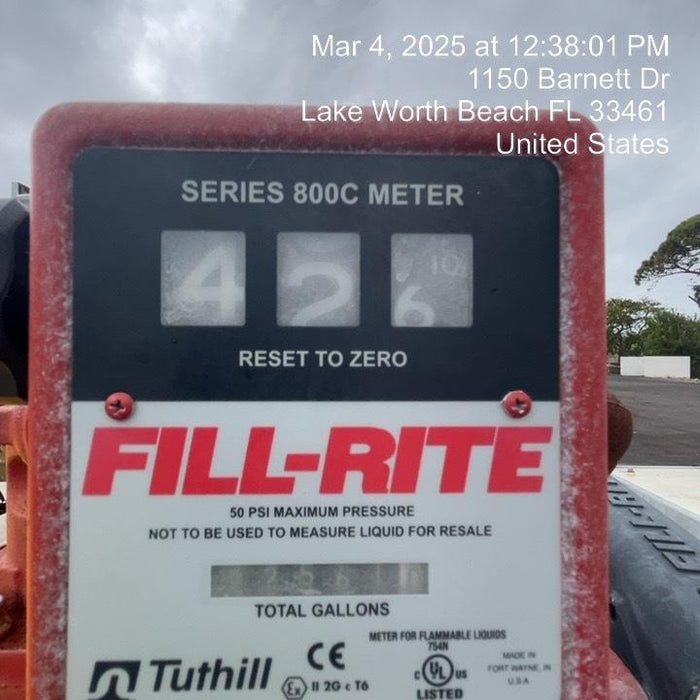 Mar 4, 2025 at 12:38:01 PM
1150 Barnett Dr
Lake Worth Beach FL 33461
United States
SERIES 800C METER
4 2 6
RESET TO ZERO
FILL-RITE
50 PSI MAXIMUM PRESSURE
NOT TO BE USED TO MEASURE LIQUID FOR RESALE
TOTAL GALLONS
METER FOR FLAMMABLE LIQUIDS
754N
Tuthill
CE
Ex II 2G c T6
C UL US
LISTED
MADE IN
FORT WAYNE, IN
U.S.A